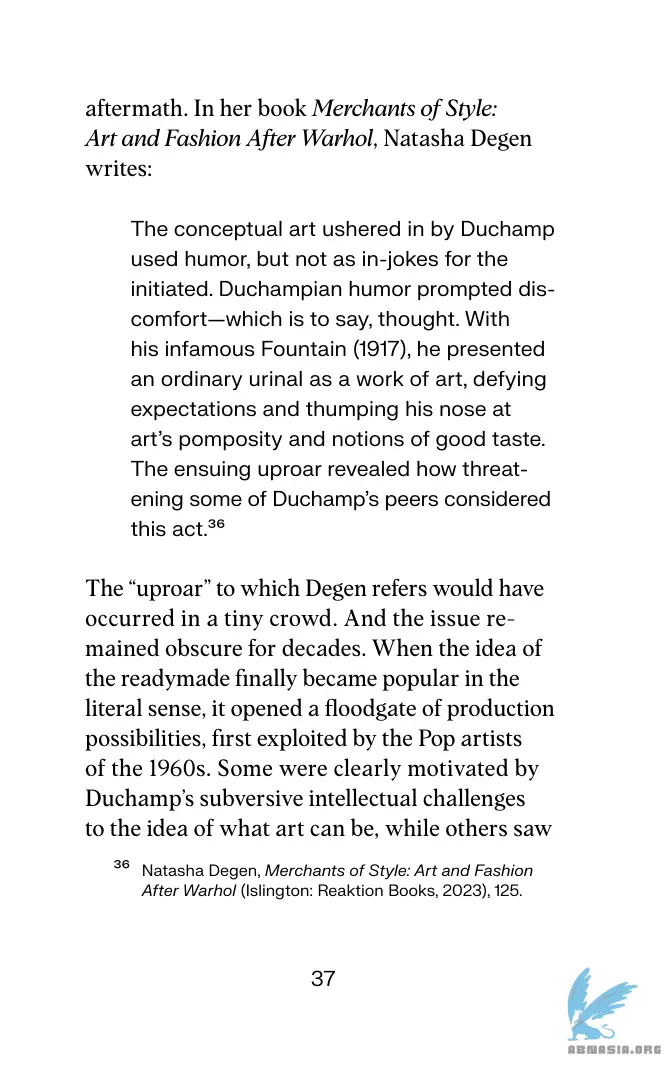 aftermath. In her book Merchants of Style:
Art and Fashion After Warhol, Natasha Degen
writes:
The conceptual art ushered in by Duchamp
used humor, but not as in-jokes for the
initiated. Duchampian humor prompted dis-
comfort—which is to say, thought. With
his infamous Fountain (1917), he presented
an ordinary urinal as a work of art, defying
expectations and thumping his nose at
art’s pomposity and notions of good taste.
The ensuing uproar revealed how threat-
ening some of Duchamp’s peers considered
this act.³⁶
The “uproar” to which Degen refers would have
occurred in a tiny crowd. And the issue re-
mained obscure for decades. When the idea of
the readymade finally became popular in the
literal sense, it opened a floodgate of production
possibilities, first exploited by the Pop artists
of the 1960s. Some were clearly motivated by
Duchamp’s subversive intellectual challenges
to the idea of what art can be, while others saw
³⁶ Natasha Degen, Merchants of Style: Art and Fashion
After Warhol (Islington: Reaktion Books, 2023), 125.
37
ABNASIA.ORG